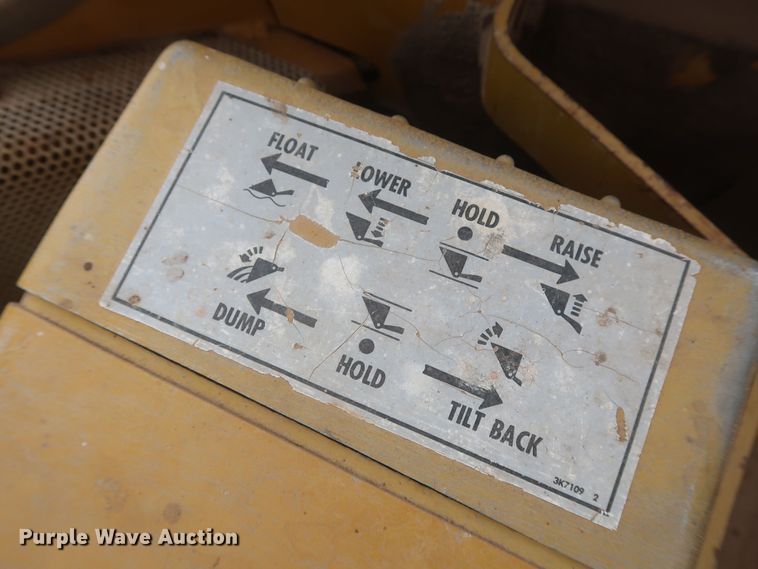 FLOAT
LOWER
HOLD
RAISE
DUMP
HOLD
TILT BACK
3K7109 2
Purple Wave Auction